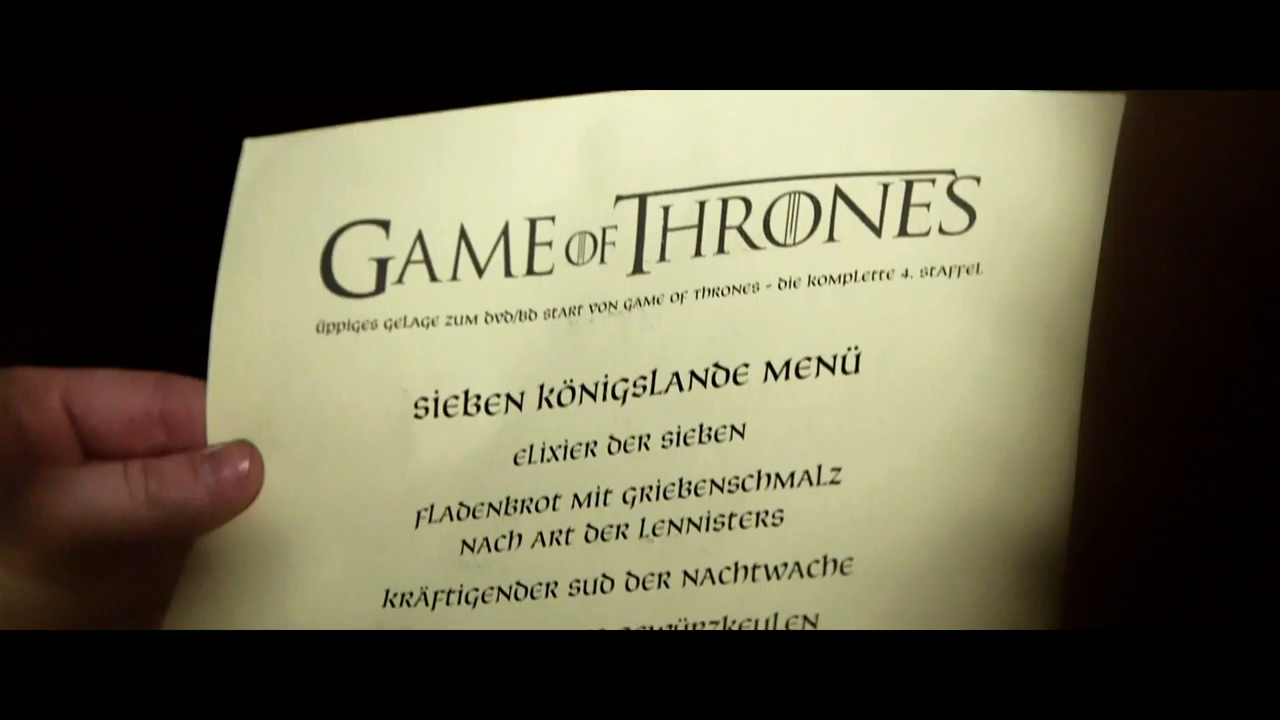 GAME OF THRONES
üppiges Gelage zum DVD/BD Start von Game of Thrones - Die komplette 4. Staffel
Sieben Königslande Menü
Elixier der Sieben
Fladenbrot mit Griebenschmalz
nach Art der Lennisters
Kräftigender Sud der Nachtwache